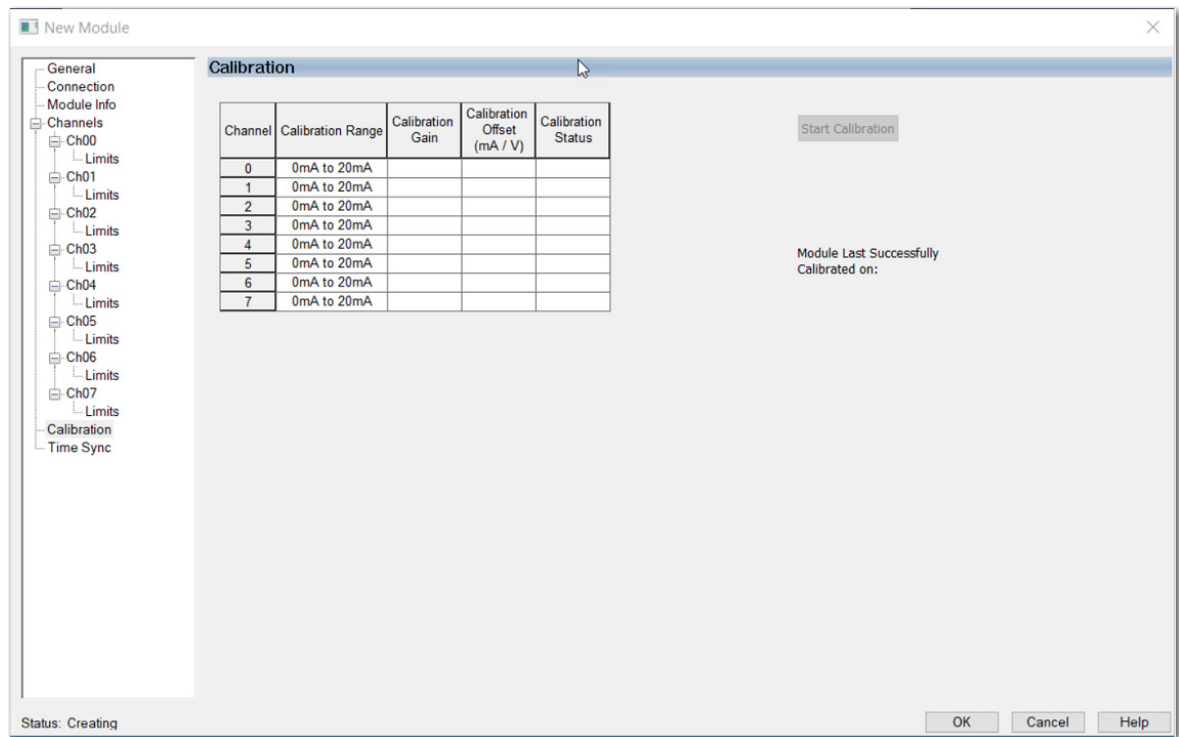 New Module
General
Connection
Module Info
Channels
Ch00
Limits
Ch01
Limits
Ch02
Limits
Ch03
Limits
Ch04
Limits
Ch05
Limits
Ch06
Limits
Ch07
Limits
Calibration
Time Sync
Calibration
Channel Calibration Range Calibration Gain Calibration Offset (mA / V) Calibration Status
0 0mA to 20mA
1 0mA to 20mA
2 0mA to 20mA
3 0mA to 20mA
4 0mA to 20mA
5 0mA to 20mA
6 0mA to 20mA
7 0mA to 20mA
Start Calibration
Module Last Successfully
Calibrated on:
Status: Creating
OK Cancel Help